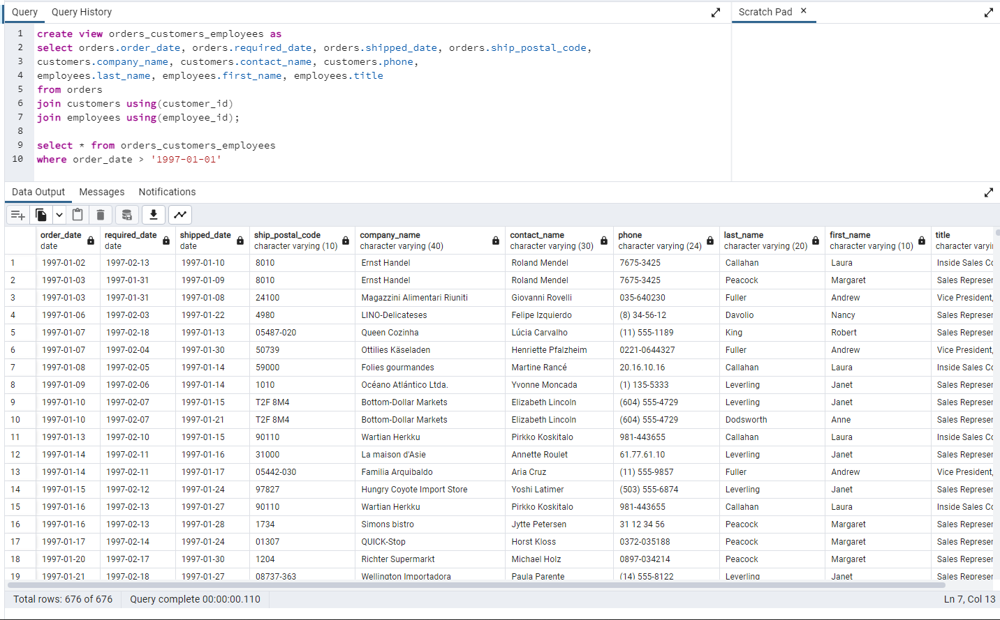 Query Query History Scratch Pad ×
1 create view orders_customers_employees as
2 select orders.order_date, orders.required_date, orders.shipped_date, orders.ship_postal_code,
3 customers.company_name, customers.contact_name, customers.phone,
4 employees.last_name, employees.first_name, employees.title
5 from orders
6 join customers using(customer_id)
7 join employees using(employee_id);
8
9 select * from orders_customers_employees
10 where order_date > '1997-01-01'
Data Output Messages Notifications
order_date required_date shipped_date ship_postal_code company_name contact_name phone last_name first_name title
date date date character varying (10) character varying (40) character varying (30) character varying (24) character varying (20) character varying (10) character varyi
1 1997-01-02 1997-02-13 1997-01-10 8010 Ernst Handel Roland Mendel 7675-3425 Callahan Laura Inside Sales Co
2 1997-01-03 1997-01-31 1997-01-09 8010 Ernst Handel Roland Mendel 7675-3425 Peacock Margaret Sales Represer
3 1997-01-03 1997-01-31 1997-01-08 24100 Magazzini Alimentari Riuniti Giovanni Rovelli 035-640230 Fuller Andrew Vice President,
4 1997-01-06 1997-02-03 1997-01-22 4980 LINO-Delicateses Felipe Izquierdo (8) 34-56-12 Davolio Nancy Sales Represer
5 1997-01-07 1997-02-18 1997-01-13 05487-020 Queen Cozinha Lúcia Carvalho (11) 555-1189 King Robert Sales Represer
6 1997-01-07 1997-02-04 1997-01-30 50739 Ottilies Käseladen Henriette Pfalzheim 0221-0644327 Fuller Andrew Vice President,
7 1997-01-08 1997-02-05 1997-01-14 59000 Folies gourmandes Martine Rancé 20.16.10.16 Callahan Laura Inside Sales Co
8 1997-01-09 1997-02-06 1997-01-14 1010 Océano Atlántico Ltda. Yvonne Moncada (1) 135-5333 Leverling Janet Sales Represer
9 1997-01-10 1997-02-07 1997-01-15 T2F 8M4 Bottom-Dollar Markets Elizabeth Lincoln (604) 555-4729 Leverling Janet Sales Represer
10 1997-01-10 1997-02-07 1997-01-21 T2F 8M4 Bottom-Dollar Markets Elizabeth Lincoln (604) 555-4729 Dodsworth Anne Sales Represer
11 1997-01-13 1997-02-10 1997-01-15 90110 Wartian Herkku Pirkko Koskitalo 981-443655 Callahan Laura Inside Sales Co
12 1997-01-14 1997-02-11 1997-01-16 31000 La maison d'Asie Annette Roulet 61.77.61.10 Leverling Janet Sales Represer
13 1997-01-14 1997-02-11 1997-01-17 05442-030 Familia Arquibaldo Aria Cruz (11) 555-9857 Fuller Andrew Vice President,
14 1997-01-15 1997-02-12 1997-01-24 97827 Hungry Coyote Import Store Yoshi Latimer (503) 555-6874 Leverling Janet Sales Represer
15 1997-01-16 1997-02-13 1997-01-27 90110 Wartian Herkku Pirkko Koskitalo 981-443655 Callahan Laura Inside Sales Co
16 1997-01-16 1997-02-13 1997-01-28 1734 Simons bistro Jytte Petersen 31 12 34 56 Peacock Margaret Sales Represer
17 1997-01-17 1997-02-14 1997-01-24 01307 QUICK-Stop Horst Kloss 0372-035188 Peacock Margaret Sales Represer
18 1997-01-20 1997-02-17 1997-01-30 1204 Richter Supermarkt Michael Holz 0897-034214 Peacock Margaret Sales Represer
19 1997-01-21 1997-02-18 1997-01-27 08737-363 Wellington Importadora Paula Parente (14) 555-8122 Leverling Janet Sales Represer
Total rows: 676 of 676 Query complete 00:00:00.110 Ln 7, Col 13